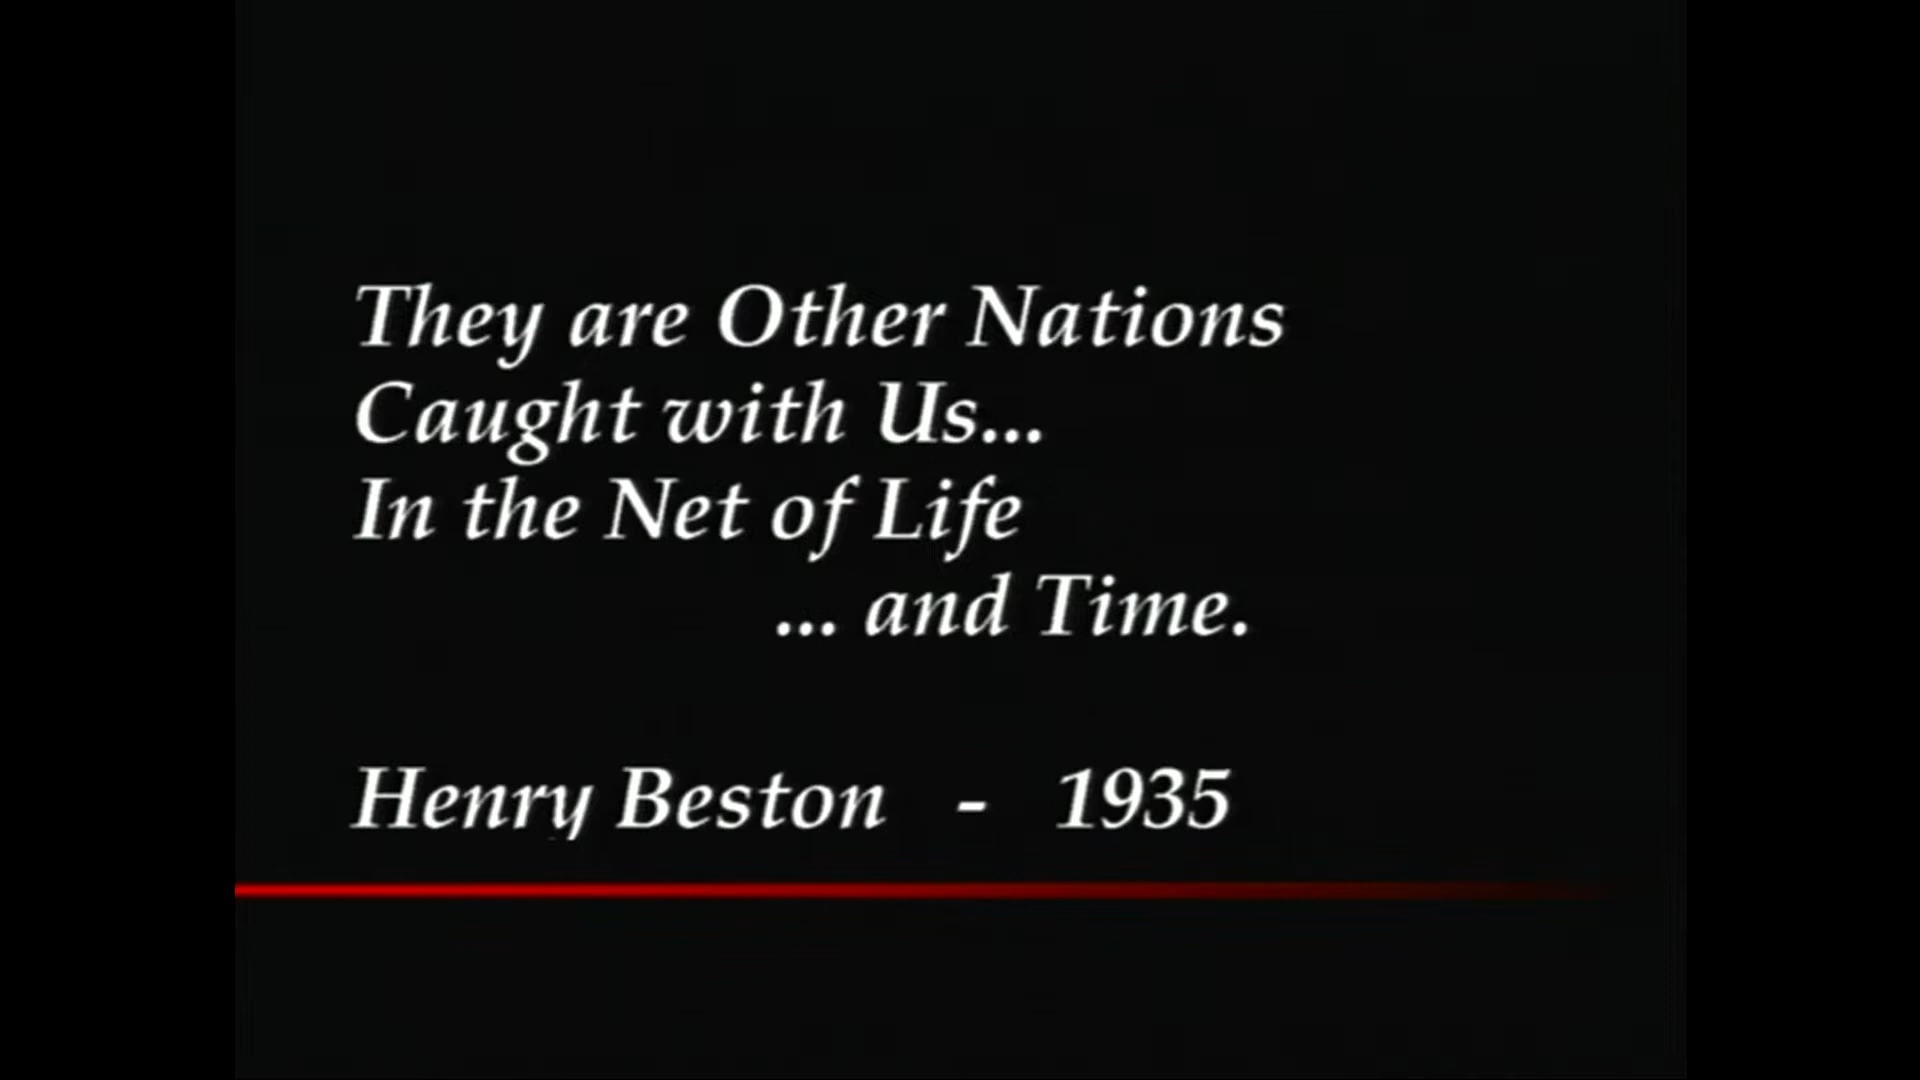 They are Other Nations
Caught with Us...
In the Net of Life
... and Time.
Henry Beston - 1935